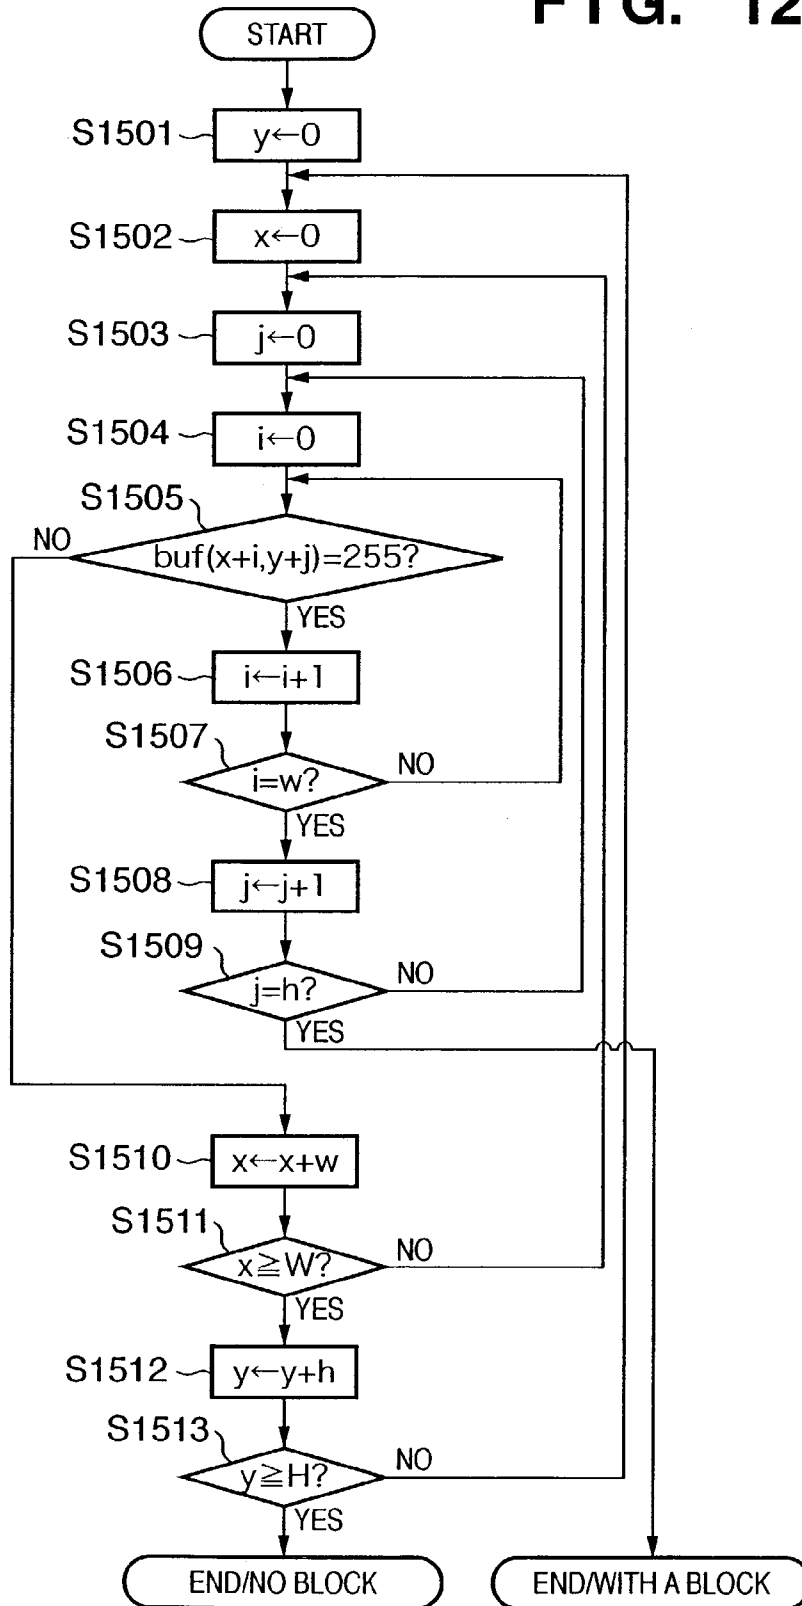 FIG. 12
START
S1501
y←0
S1502
x←0
S1503
j←0
S1504
i←0
S1505
NO
buf(x+i,y+j)=255?
YES
S1506
i←i+1
S1507
i=w?
NO
YES
S1508
j←j+1
S1509
j=h?
NO
YES
S1510
x←x+w
S1511
x≧W?
NO
YES
S1512
y←y+h
S1513
y≧H?
NO
YES
END/NO BLOCK
END/WITH A BLOCK